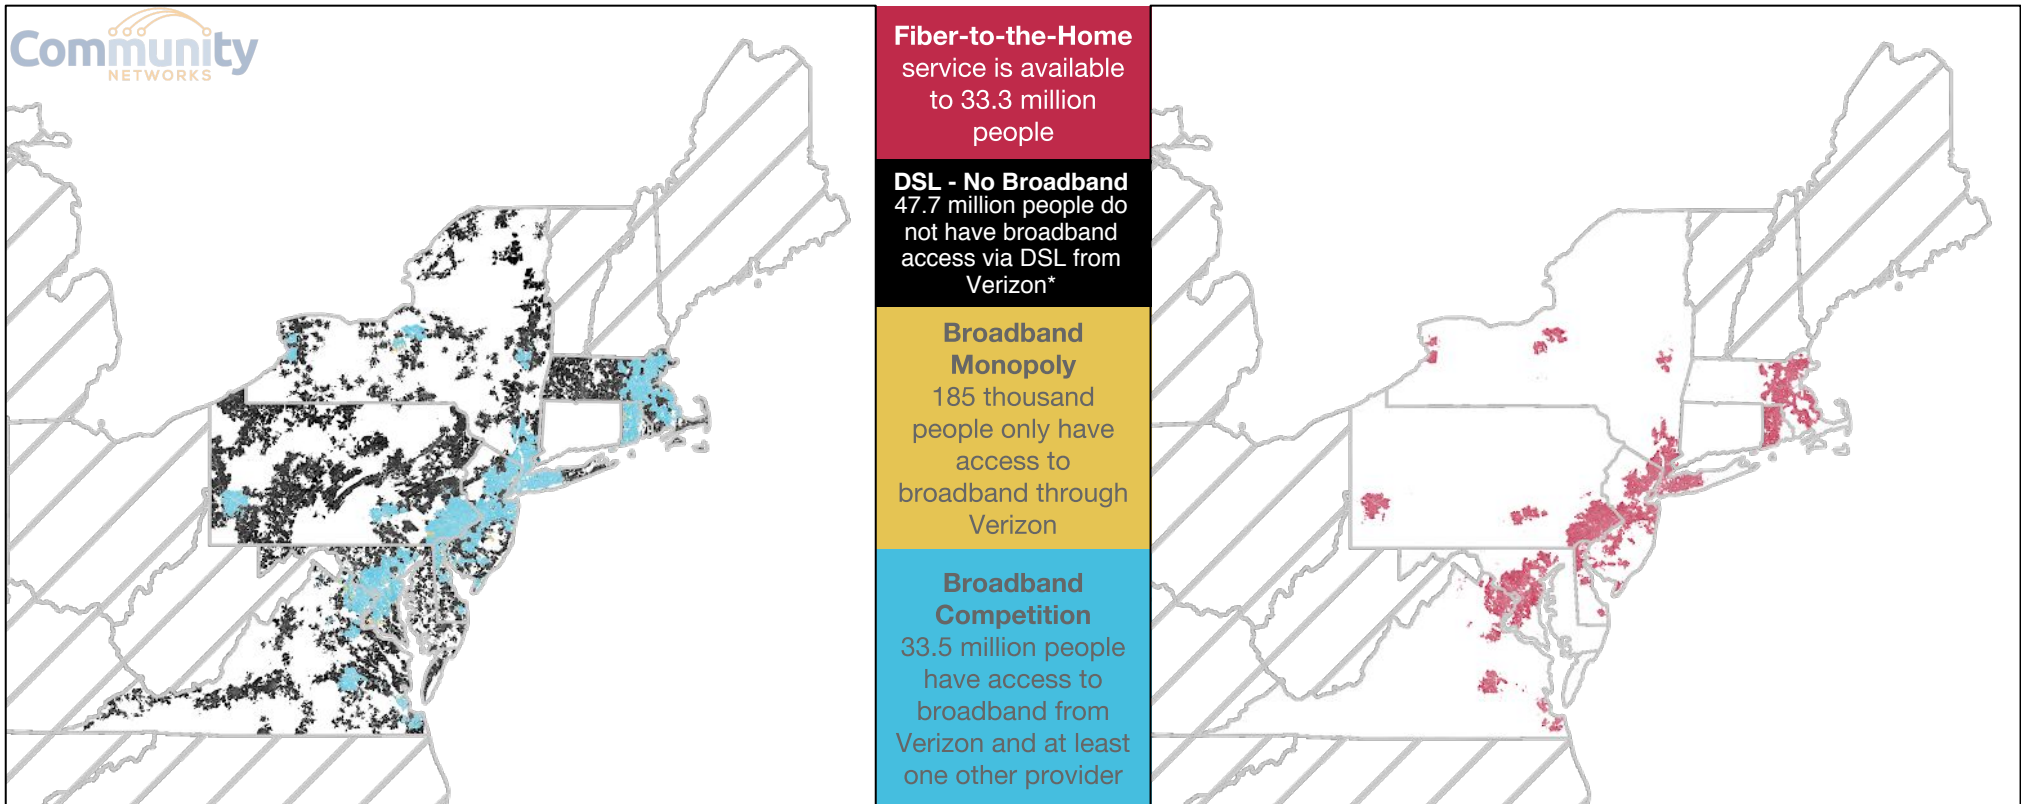 Community
NETWORKS
Fiber-to-the-Home
service is available
to 33.3 million
people
DSL - No Broadband
47.7 million people do
not have broadband
access via DSL from
Verizon*
Broadband
Monopoly
185 thousand
people only have
access to
broadband through
Verizon
Broadband
Competition
33.5 million people
have access to
broadband from
Verizon and at least
one other provider